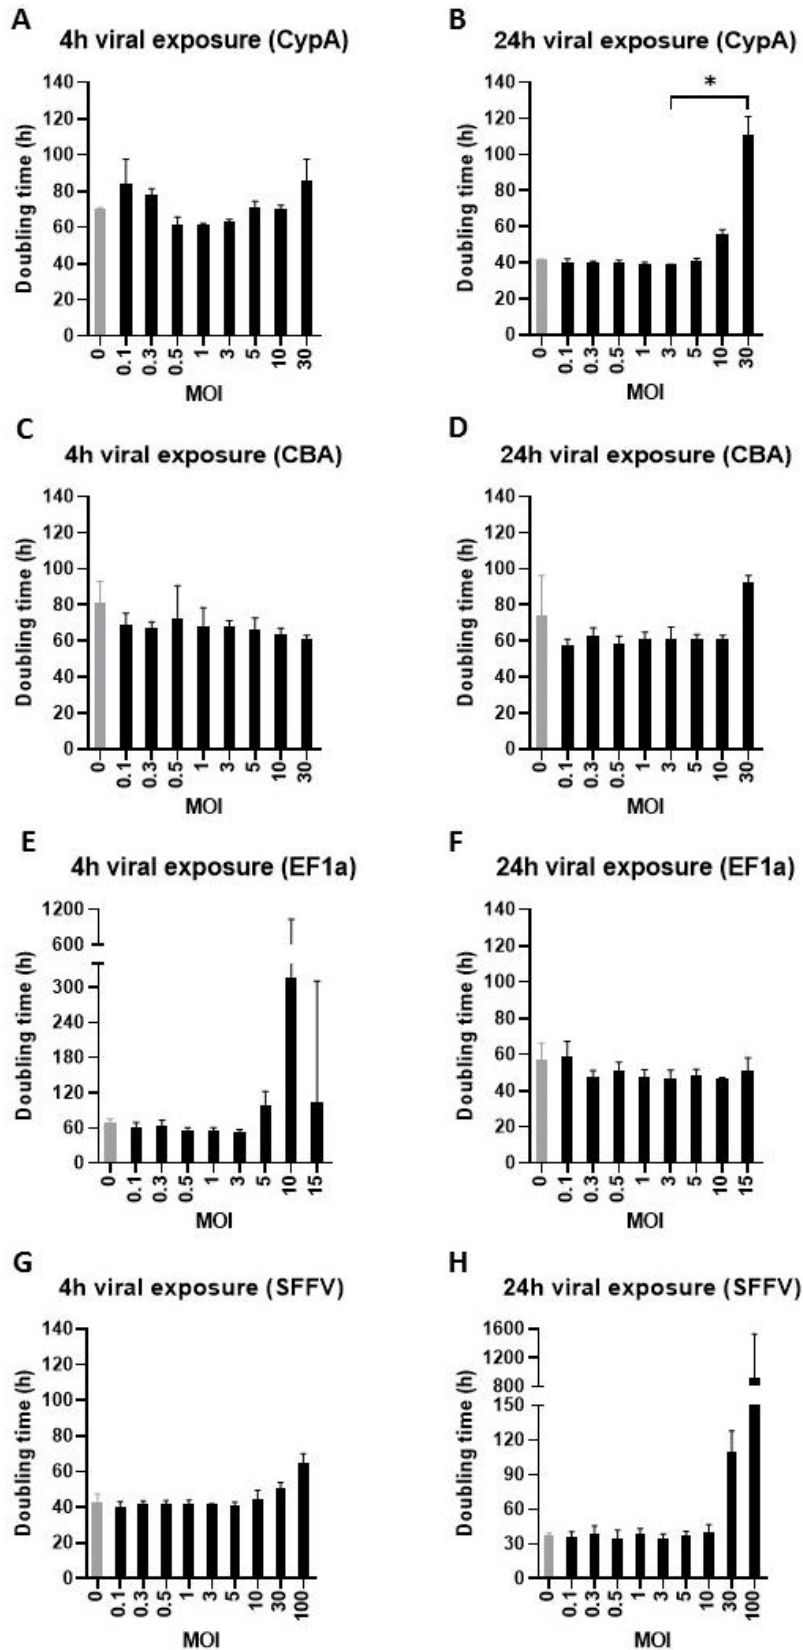 A
4h viral exposure (CypA)
Doubling time (h)
140
120
100
80
60
40
20
0
0 0.1 0.3 0.5 1 3 5 10 30
MOI
B
24h viral exposure (CypA)
Doubling time (h)
*
140
120
100
80
60
40
20
0
0 0.1 0.3 0.5 1 3 5 10 30
MOI
C
4h viral exposure (CBA)
Doubling time (h)
140
120
100
80
60
40
20
0
0 0.1 0.3 0.5 1 3 5 10 30
MOI
D
24h viral exposure (CBA)
Doubling time (h)
140
120
100
80
60
40
20
0
0 0.1 0.3 0.5 1 3 5 10 30
MOI
E
4h viral exposure (EF1a)
Doubling time (h)
1200
600
300
240
180
120
60
0
0 0.1 0.3 0.5 1 3 5 10 15
MOI
F
24h viral exposure (EF1a)
Doubling time (h)
140
120
100
80
60
40
20
0
0 0.1 0.3 0.5 1 3 5 10 15
MOI
G
4h viral exposure (SFFV)
Doubling time (h)
140
120
100
80
60
40
20
0
0 0.1 0.3 0.5 1 3 5 10 30 100
MOI
H
24h viral exposure (SFFV)
Doubling time (h)
1600
1200
800
150
120
90
60
30
0
0 0.1 0.3 0.5 1 3 5 10 30 100
MOI